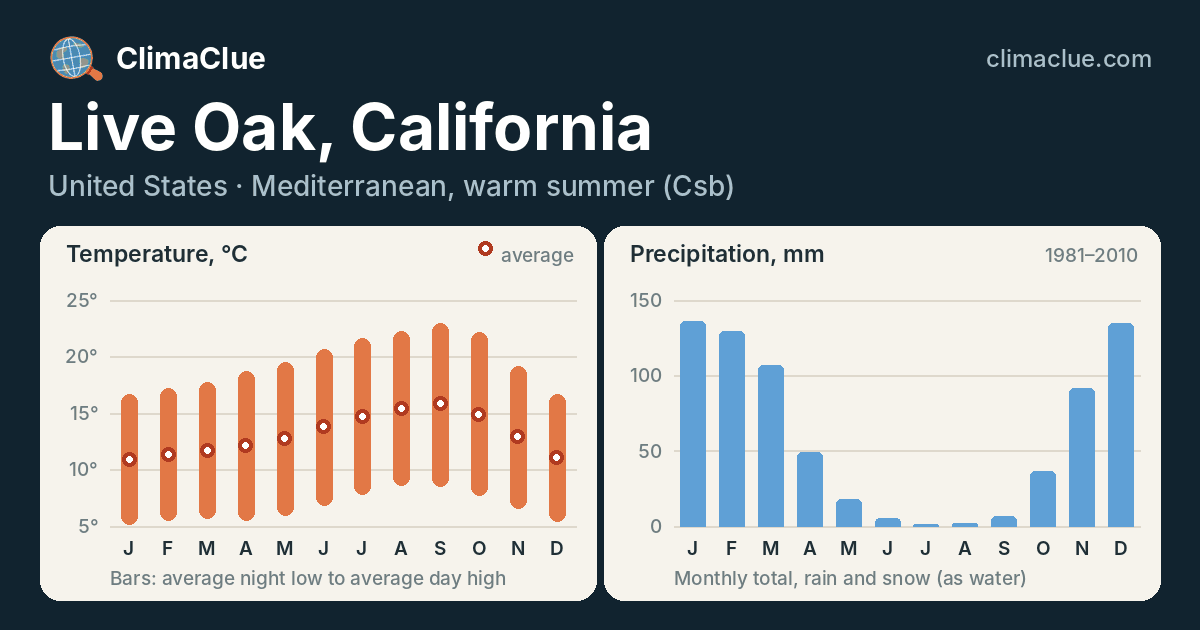 ClimaClue
climaclue.com
Live Oak, California
United States · Mediterranean, warm summer (Csb)
Temperature, °C
average
25°
20°
15°
10°
5°
J F M A M J J A S O N D
Bars: average night low to average day high
Precipitation, mm
1981–2010
150
100
50
0
J F M A M J J A S O N D
Monthly total, rain and snow (as water)